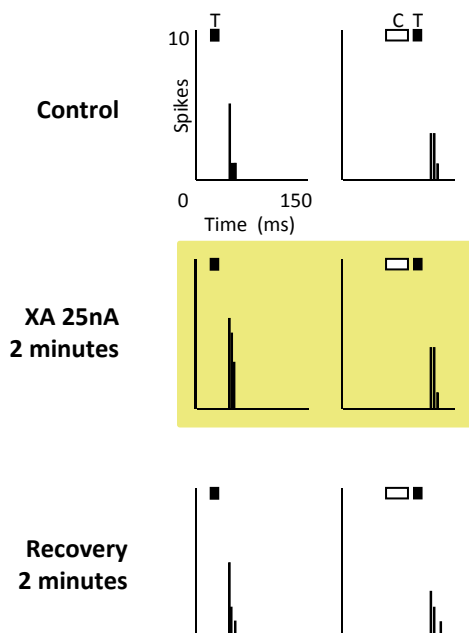 T
C T
10
Spikes
Control
0
150
Time (ms)
XA 25nA
2 minutes
Recovery
2 minutes